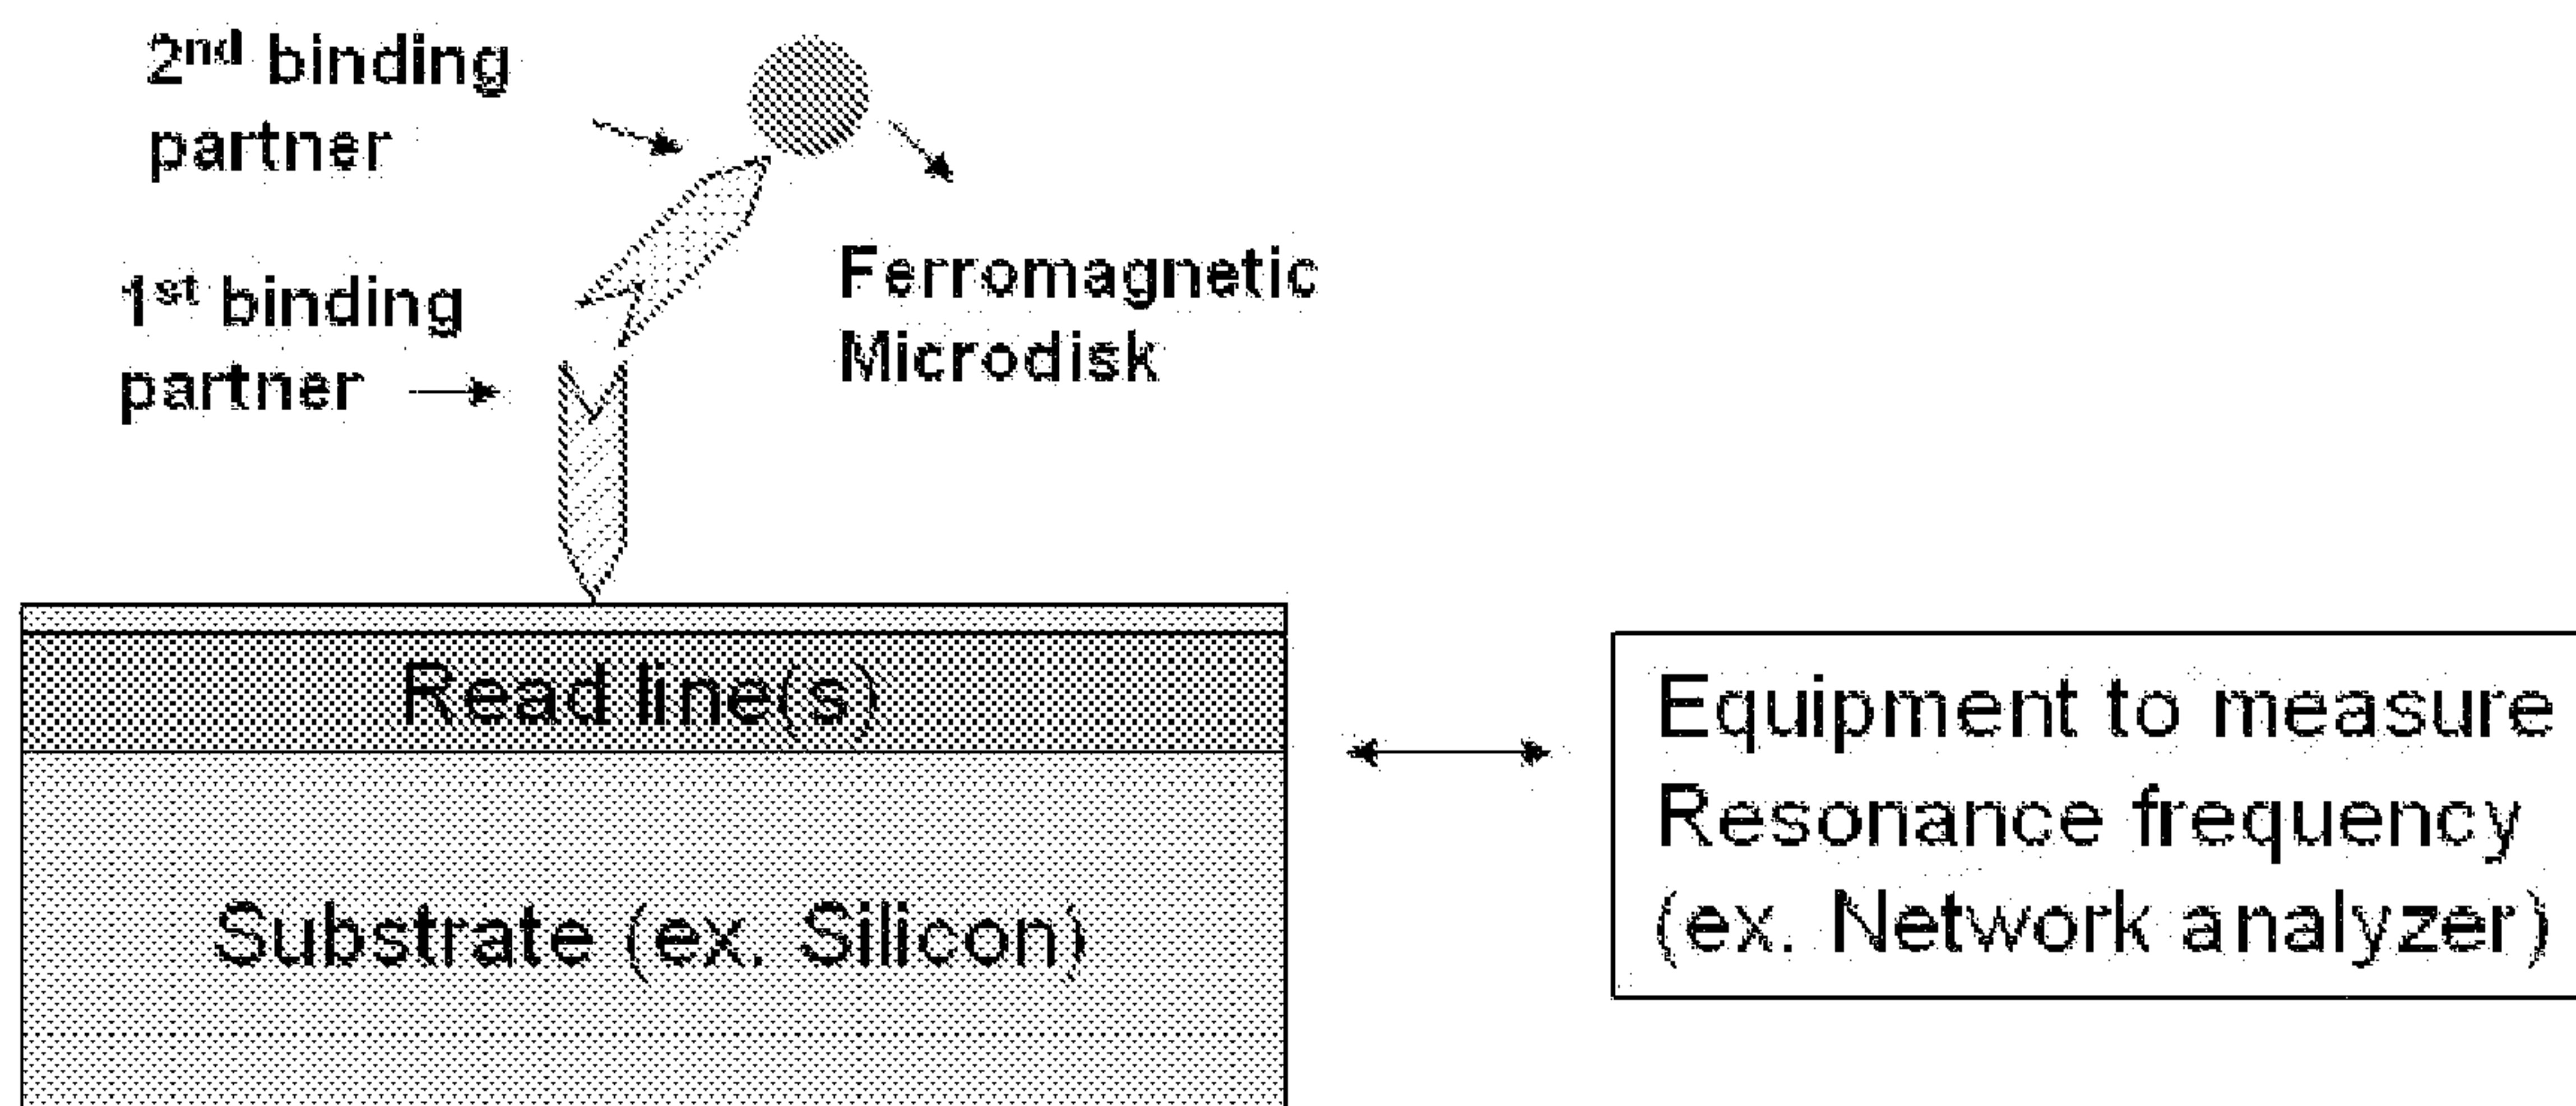 2nd binding
partner
1st binding
partner
Ferromagnetic
Microdisk
Read line(s)
Substrate (ex. Silicon)
Equipment to measure
Resonance frequency
(ex. Network analyzer)